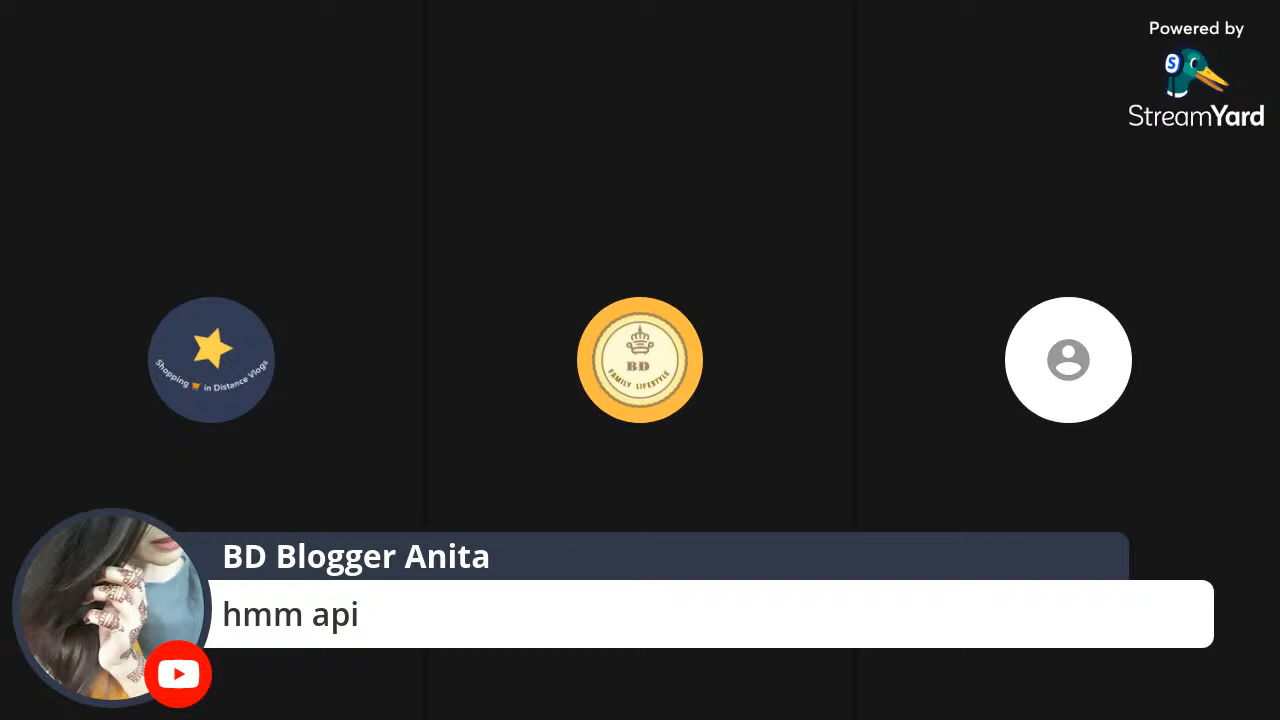 Powered by
S
StreamYard
Shopping 🛒 in Distance Vlogs
BD
FAMILY LIFESTYLE
BD Blogger Anita
hmm api